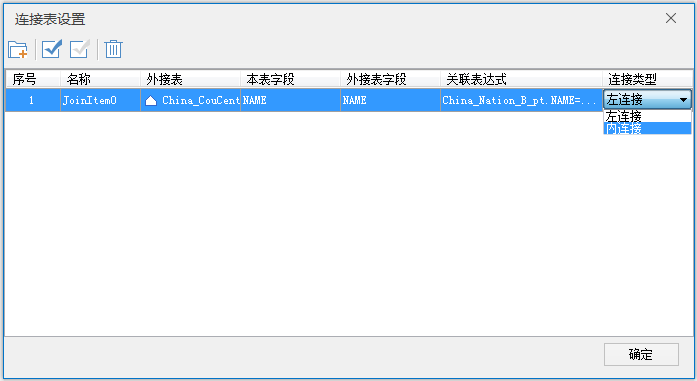 连接表设置
序号 名称 外接表 本表字段 外接表字段 关联表达式 连接类型
1 JoinItem0 China_CouCent NAME NAME China_Nation_B_pt.NAME=... 左连接
左连接
内连接
确定